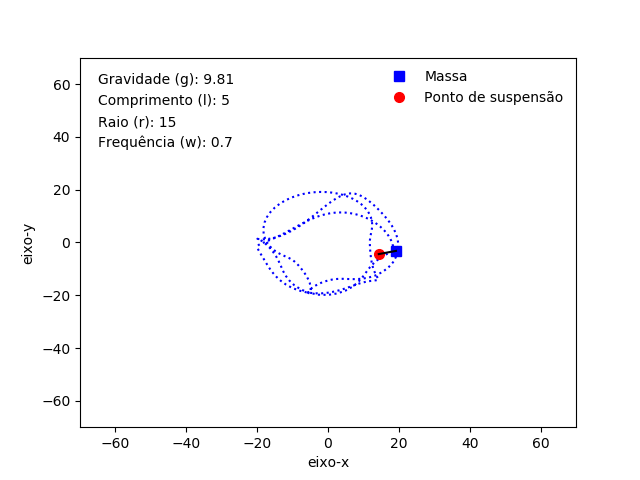 Gravidade (g): 9.81
Comprimento (l): 5
Raio (r): 15
Frequência (w): 0.7
Massa
Ponto de suspensão
60
40
20
0
−20
−40
−60
eixo-y
−60
−40
−20
0
20
40
60
eixo-x